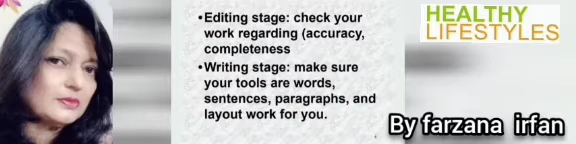 •Editing stage: check your
work regarding (accuracy,
completeness
•Writing stage: make sure
your tools are words,
sentences, paragraphs, and
layout work for you.
HEALTHY
LIFESTYLES
By farzana irfan